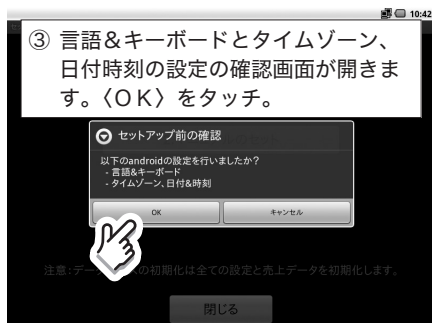 10:42
③ 言語&キーボードとタイムゾーン、
日付時刻の設定の確認画面が開きま
す。〈OK〉をタッチ。
セットアップ前の確認
以下のandroidの設定を行いましたか?
- 言語&キーボード
- タイムゾーン、日付&時刻
OK
キャンセル
の初期化は全ての設定と売上データを初期化します。
閉じる